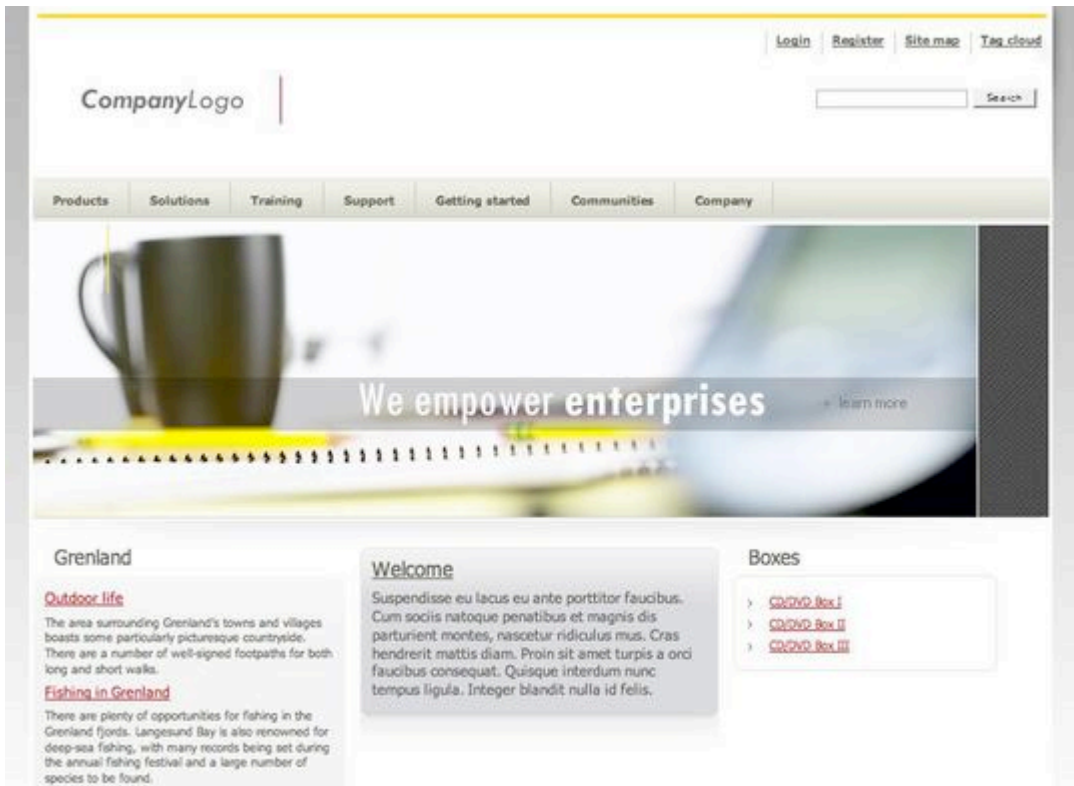 Login Register Site map Tag cloud
CompanyLogo
Search
Products Solutions Training Support Getting started Communities Company
We empower enterprises
learn more
Grenland
Outdoor life
The area surrounding Grenland's towns and villages
boasts some particularly picturesque countryside.
There are a number of well-signed footpaths for both
long and short walks.
Fishing in Grenland
There are plenty of opportunities for fishing in the
Grenland fjords. Langesund Bay is also renowned for
deep-sea fishing, with many records being set during
the annual fishing festival and a large number of
species to be found.
Welcome
Suspendisse eu lacus eu ante porttitor faucibus.
Cum sociis natoque penatibus et magnis dis
parturient montes, nascetur ridiculus mus. Cras
hendrerit mattis diam. Proin sit amet turpis a orci
faucibus consequat. Quisque interdum nunc
tempus ligula. Integer blandit nulla id felis.
Boxes
CD/DVD Box I
CD/DVD Box II
CD/DVD Box III